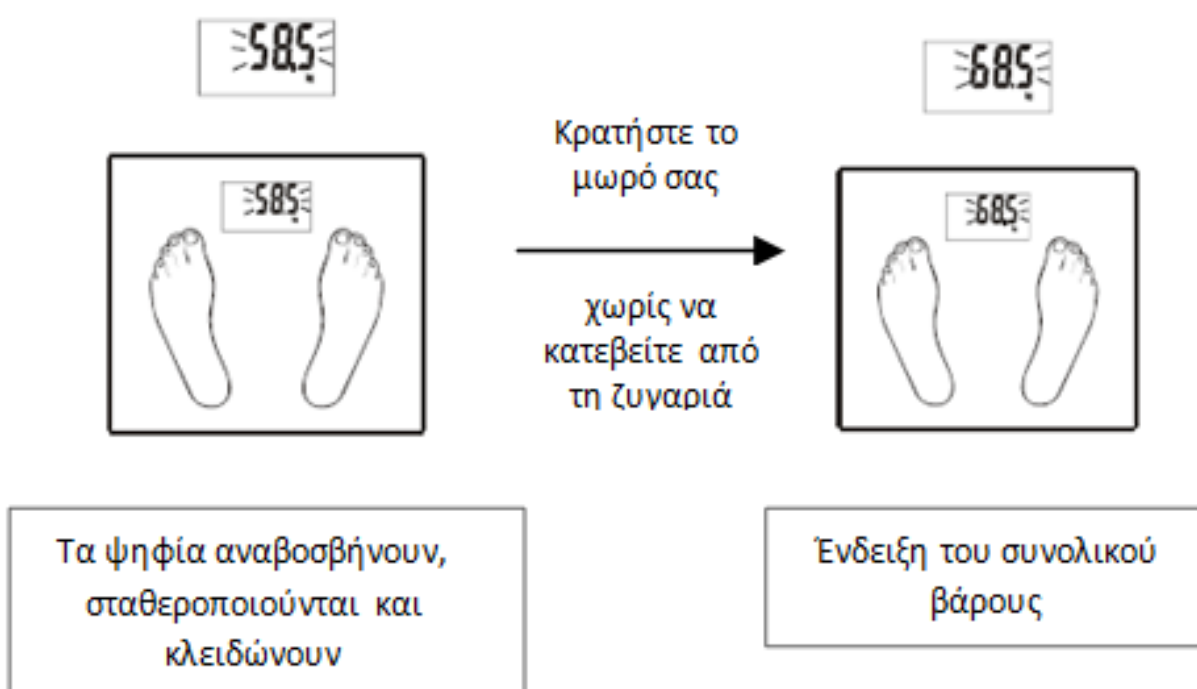 58,5
58,5
Τα ψηφία αναβοσβήνουν,
σταθεροποιούνται και
κλειδώνουν
Κρατήστε το
μωρό σας
χωρίς να
κατεβείτε από
τη ζυγαριά
68.5
68,5
Ένδειξη του συνολικού
βάρους